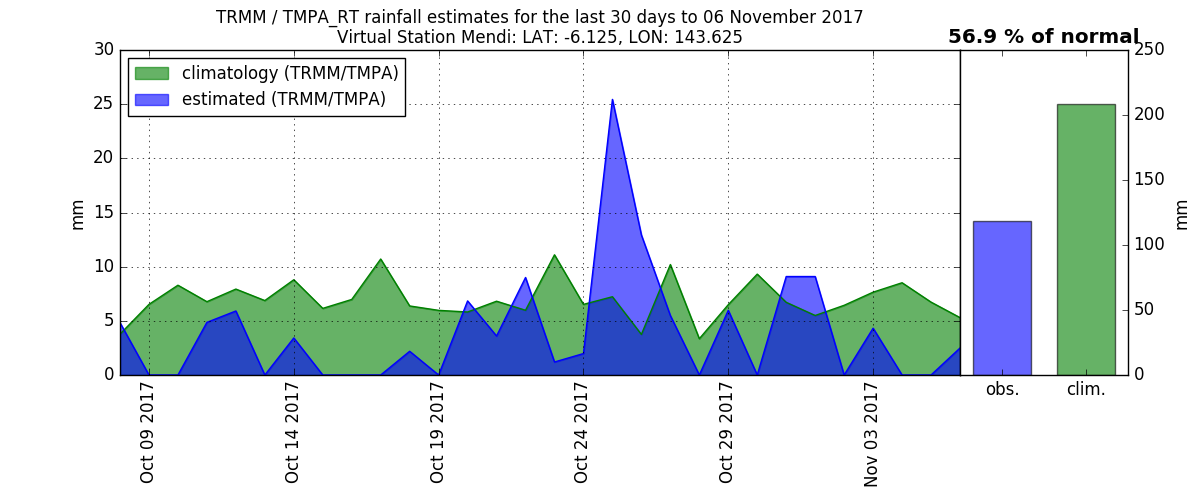 TRMM / TMPA_RT rainfall estimates for the last 30 days to 06 November 2017
Virtual Station Mendi: LAT: -6.125, LON: 143.625
56.9 % of normal
climatology (TRMM/TMPA)
estimated (TRMM/TMPA)
mm
30
25
20
15
10
5
0
Oct 09 2017
Oct 14 2017
Oct 19 2017
Oct 24 2017
Oct 29 2017
Nov 03 2017
obs.
clim.
250
200
150
100
50
0
mm